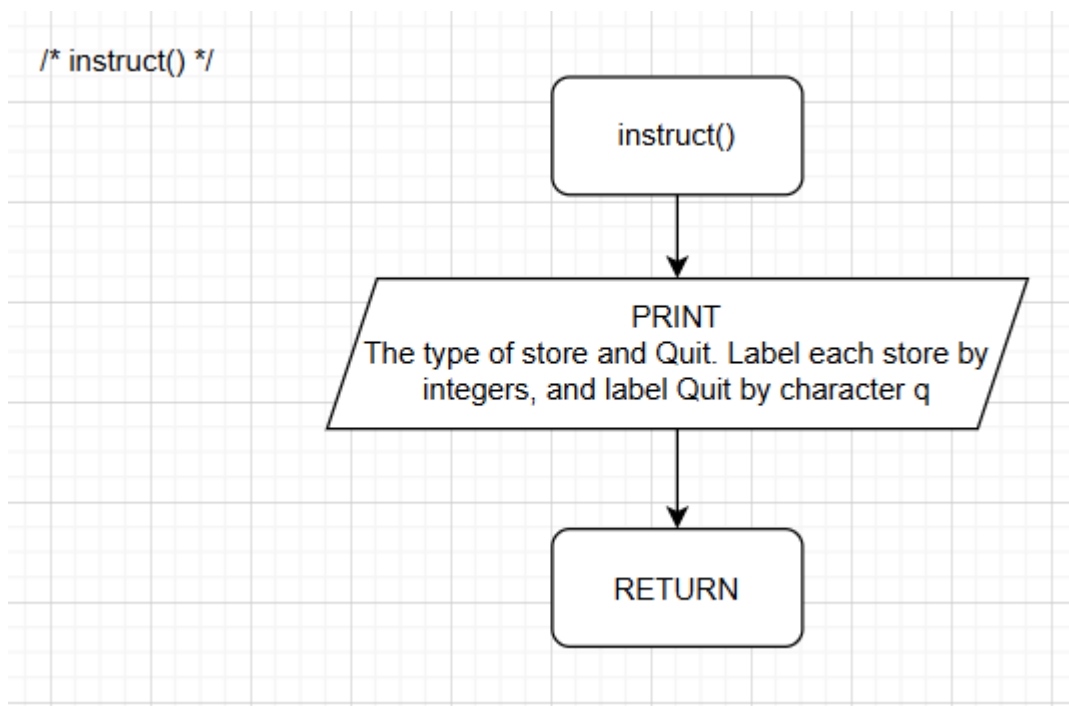 /* instruct() */
instruct()
PRINT
The type of store and Quit. Label each store by
integers, and label Quit by character q
RETURN